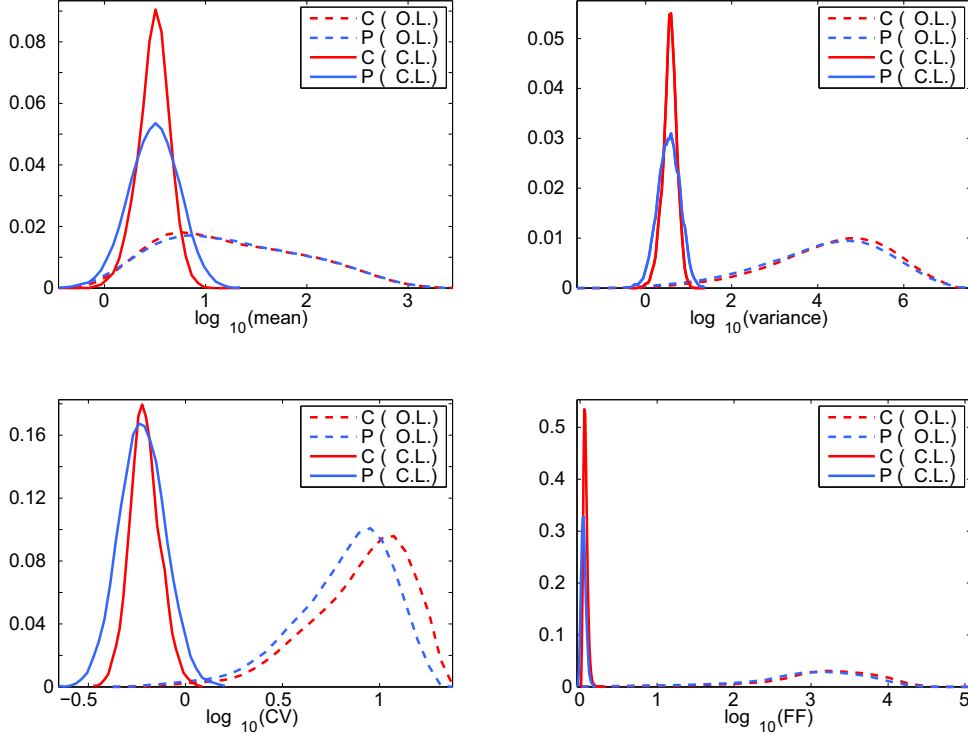 C ( O.L.)
P ( O.L.)
C ( C.L.)
P ( C.L.)
0.08
0.06
0.04
0.02
0
0 1 2 3
log 10(mean)
C ( O.L.)
P ( O.L.)
C ( C.L.)
P ( C.L.)
0.05
0.04
0.03
0.02
0.01
0
0 2 4 6
log 10(variance)
C ( O.L.)
P ( O.L.)
C ( C.L.)
P ( C.L.)
0.16
0.12
0.08
0.04
0
−0.5 0 0.5 1
log 10(CV)
C ( O.L.)
P ( O.L.)
C ( C.L.)
P ( C.L.)
0.5
0.4
0.3
0.2
0.1
0
0 1 2 3 4 5
log 10(FF)